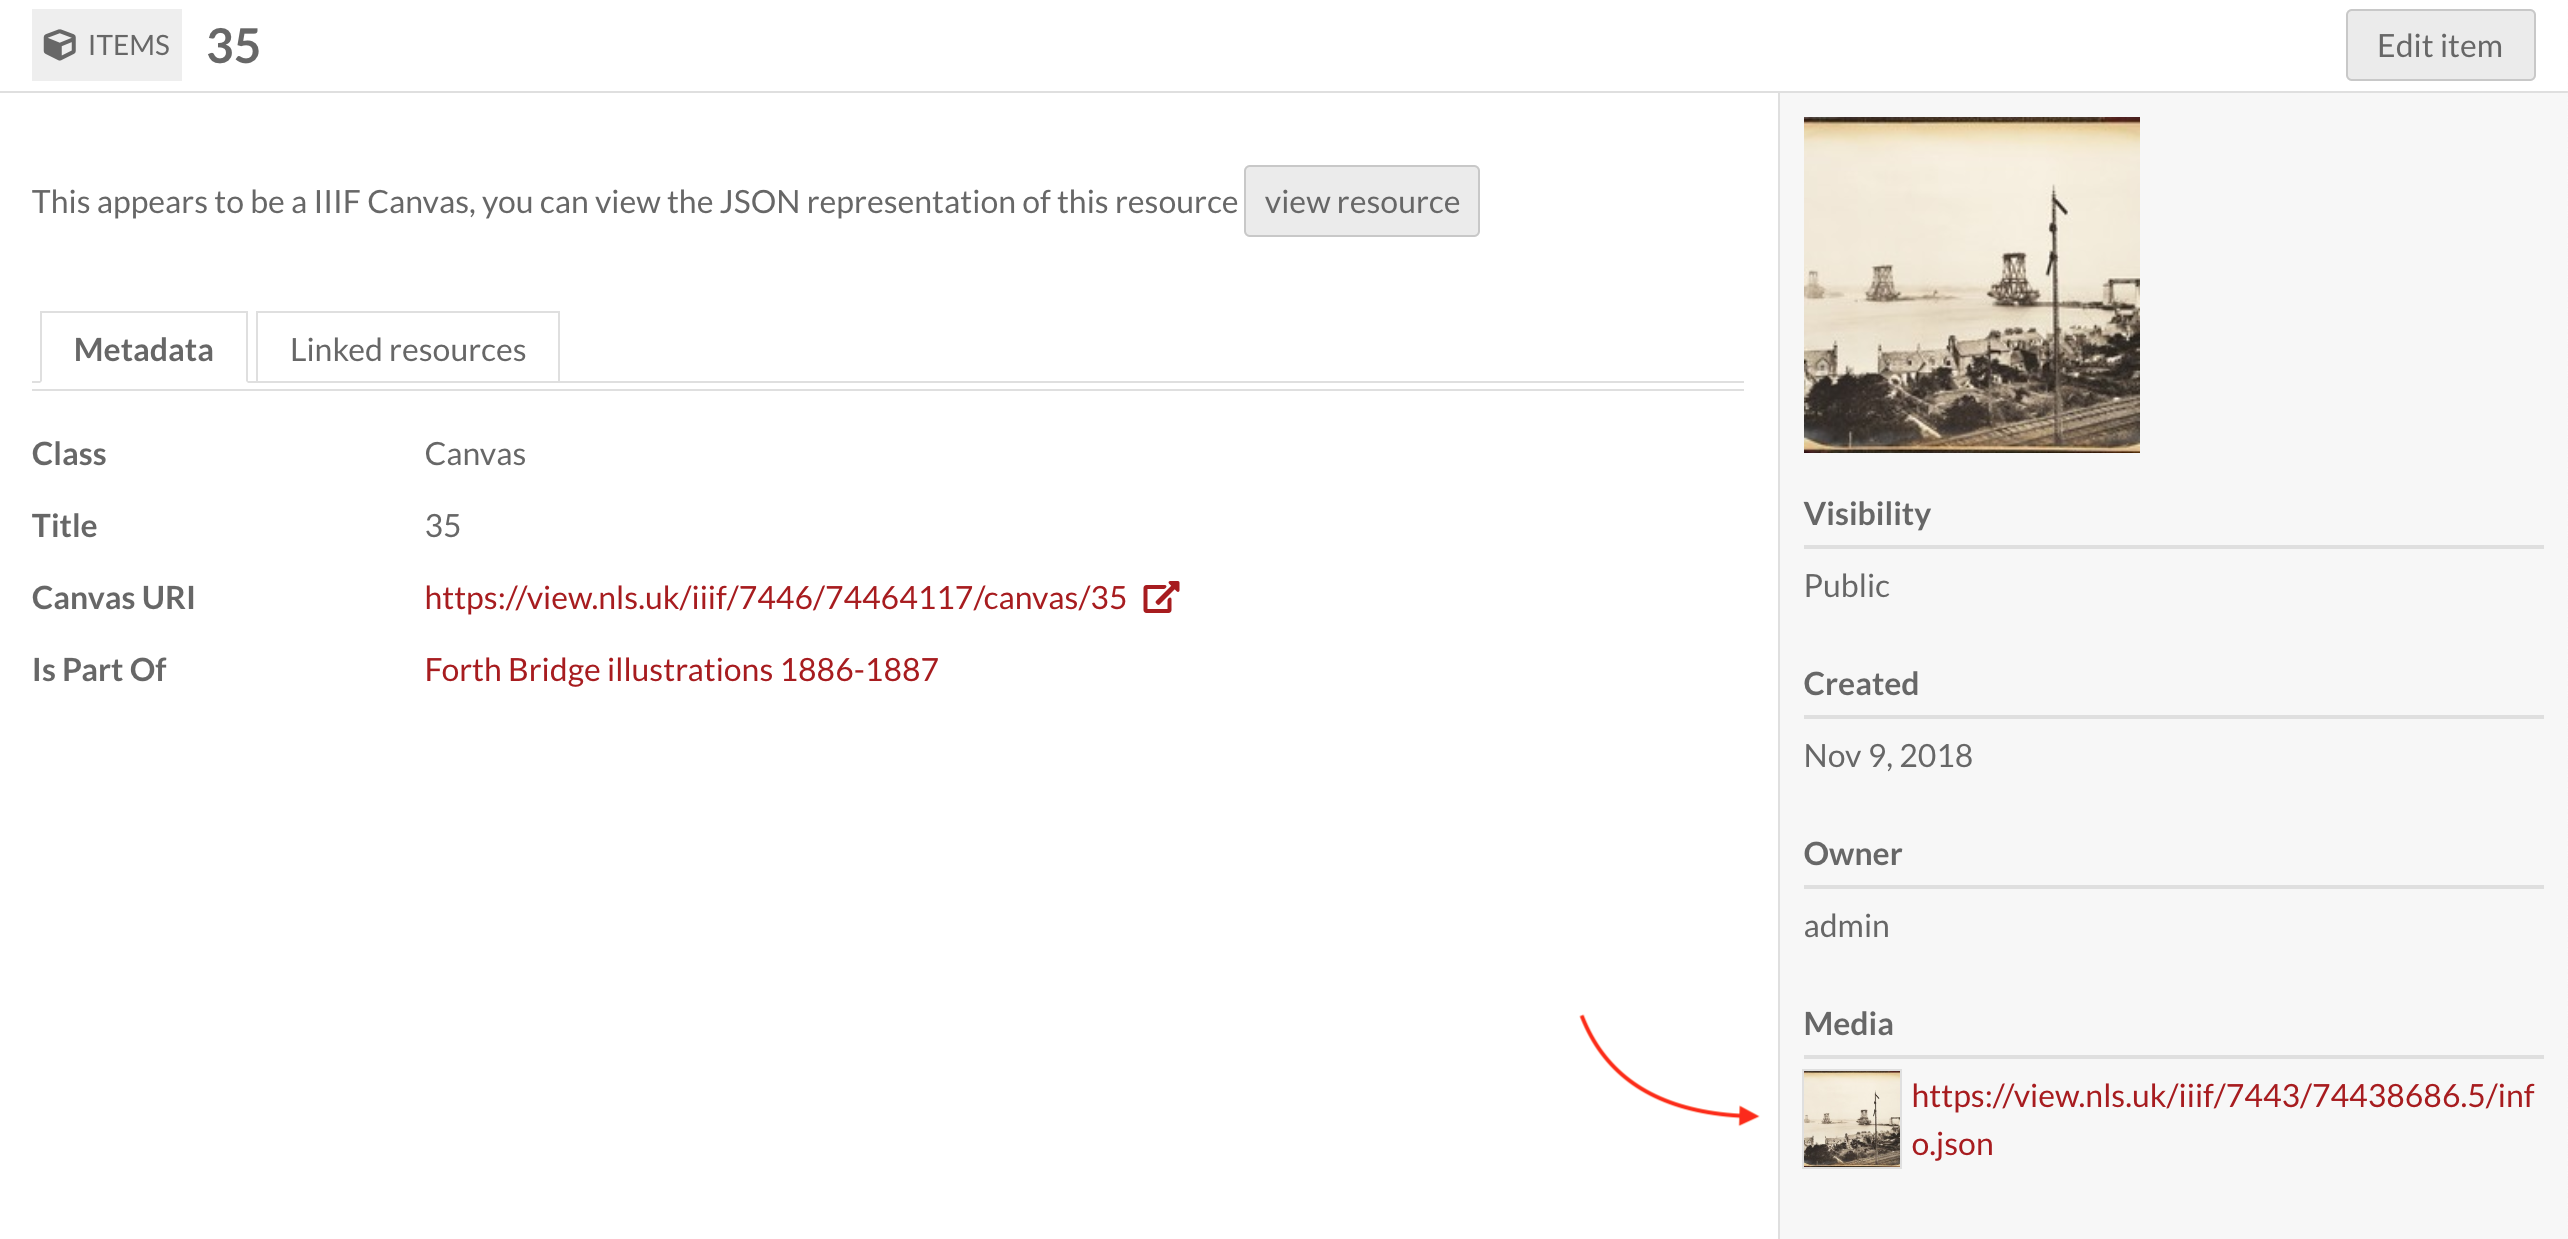 ITEMS 35
Edit item
This appears to be a IIIF Canvas, you can view the JSON representation of this resource view resource
Metadata
Linked resources
Class
Canvas
Title
35
Canvas URI
https://view.nls.uk/iiif/7446/74464117/canvas/35
Is Part Of
Forth Bridge illustrations 1886-1887
Visibility
Public
Created
Nov 9, 2018
Owner
admin
Media
https://view.nls.uk/iiif/7443/74438686.5/inf
o.json